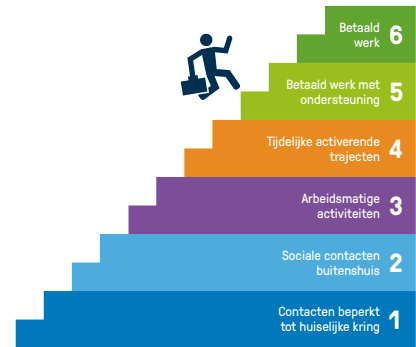 Betaald
werk 6
Betaald werk met
ondersteuning 5
Tijdelijke activerende
trajecten 4
Arbeidsmatige
activiteiten 3
Sociale contacten
buitenshuis 2
Contacten beperkt
tot huiselijke kring 1